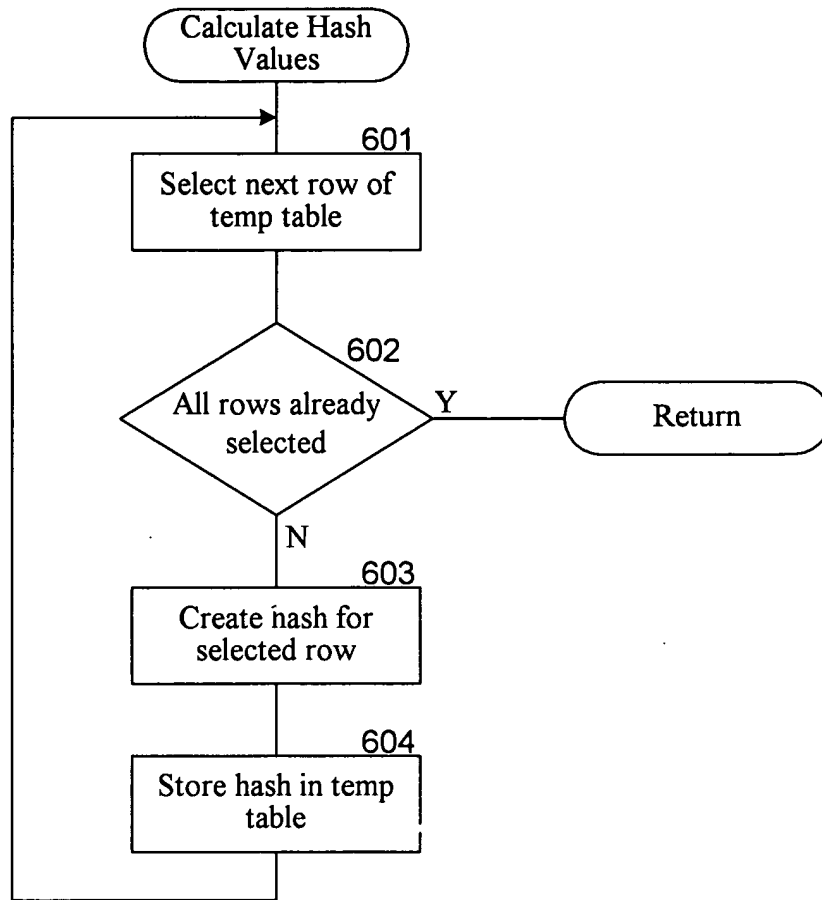 Calculate Hash
Values
601
Select next row of
temp table
602
All rows already
selected
Y
Return
N
603
Create hash for
selected row
604
Store hash in temp
table